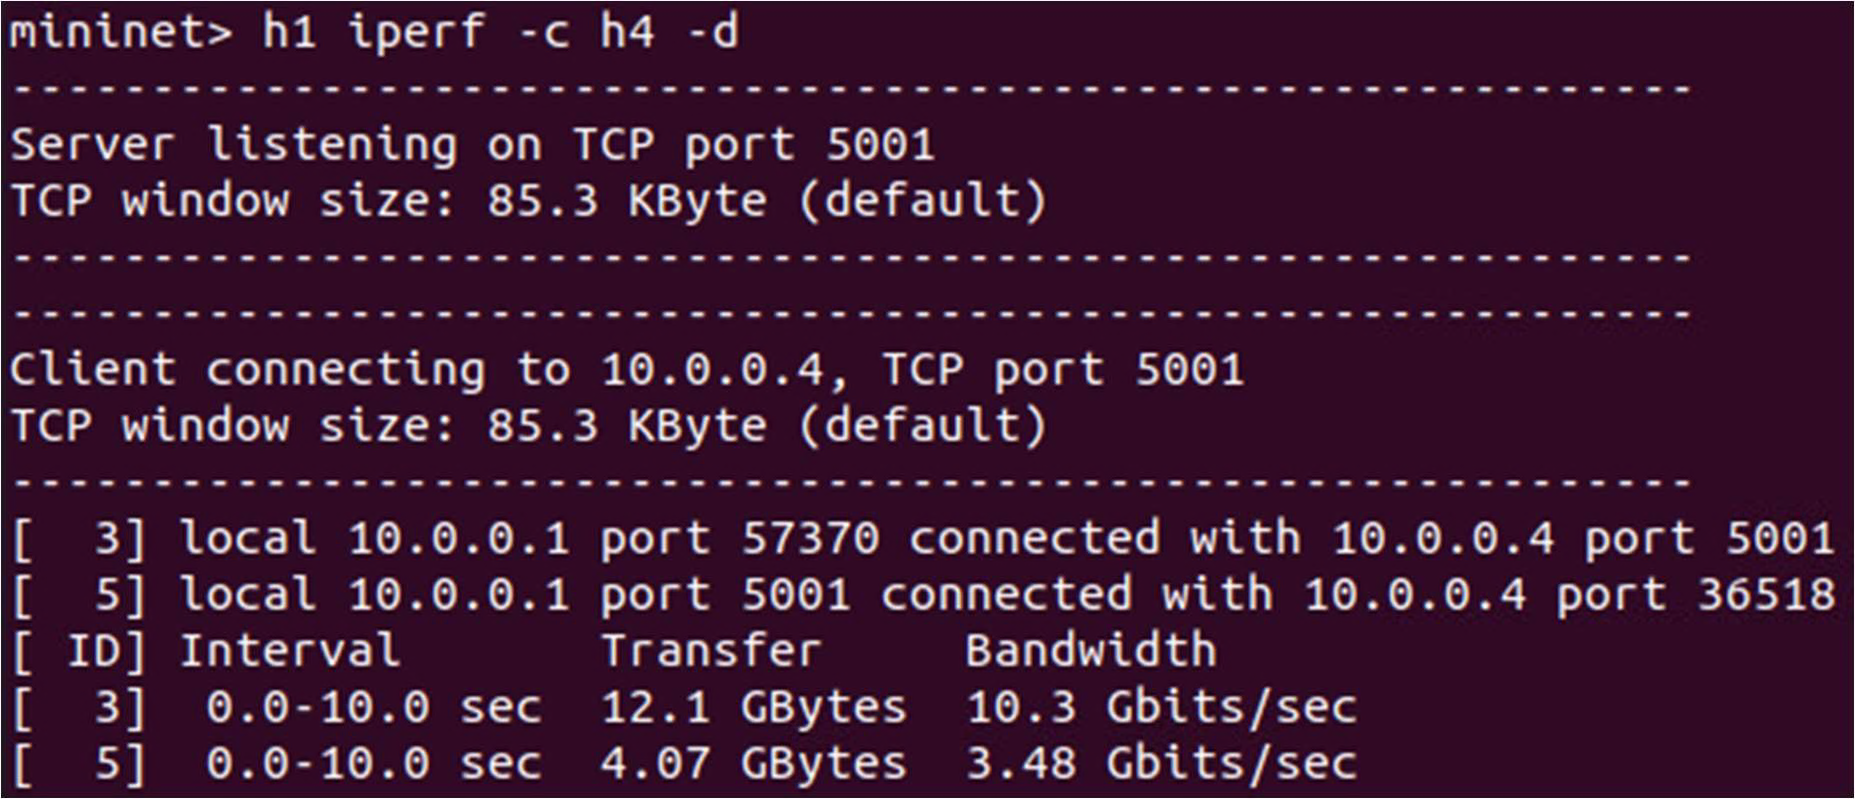 mininet> h1 iperf -c h4 -d
------------------------------------------------------------
Server listening on TCP port 5001
TCP window size: 85.3 KByte (default)
------------------------------------------------------------
------------------------------------------------------------
Client connecting to 10.0.0.4, TCP port 5001
TCP window size: 85.3 KByte (default)
------------------------------------------------------------
[  3] local 10.0.0.1 port 57370 connected with 10.0.0.4 port 5001
[  5] local 10.0.0.1 port 5001 connected with 10.0.0.4 port 36518
[ ID] Interval       Transfer     Bandwidth
[  3]  0.0-10.0 sec  12.1 GBytes  10.3 Gbits/sec
[  5]  0.0-10.0 sec  4.07 GBytes  3.48 Gbits/sec